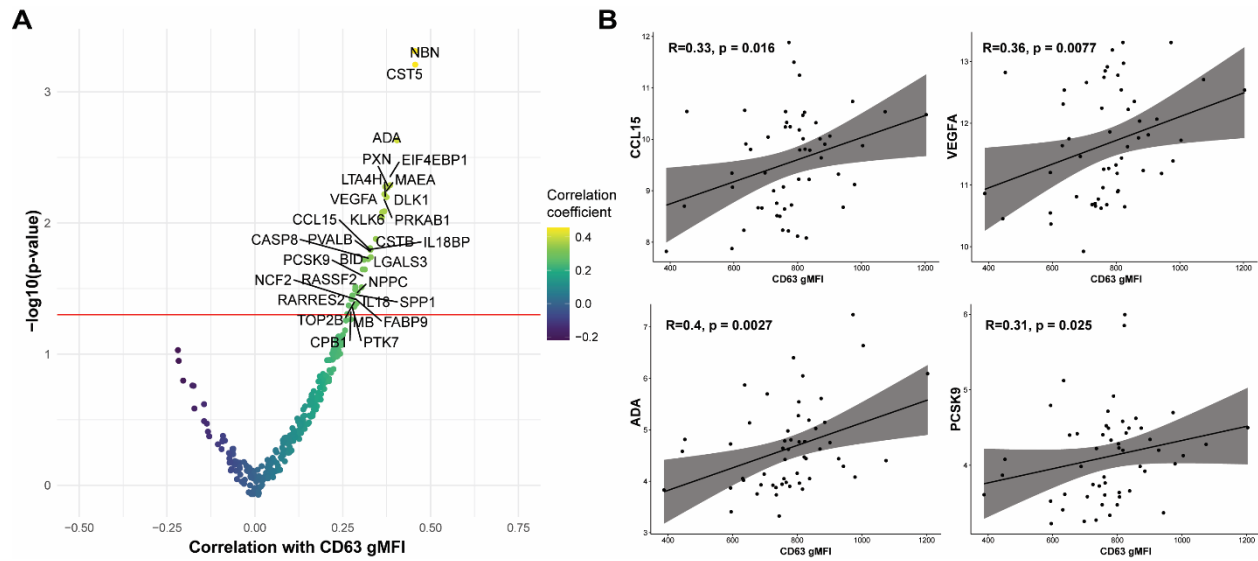 A
NBN
CST5
ADA
PXN EIF4EBP1
LTA4H MAEA
VEGFA DLK1
CCL15 KLK6 PRKAB1
CASP8 PVALB CSTB IL18BP
PCSK9 BID LGALS3
NCF2 RASSF2 NPPC
RARRES2 IL18 SPP1
TOP2B MB FABP9
CPB1 PTK7
3
2
1
0
−log10(p-value)
−0.50 −0.25 0.00 0.25 0.50 0.75
Correlation with CD63 gMFI
Correlation
coefficient
0.4
0.2
0.0
−0.2
B
R=0.33, p = 0.016
12
11
10
9
8
CCL15
400 600 800 1000 1200
CD63 gMFI
R=0.36, p = 0.0077
13
12
11
10
VEGFA
400 600 800 1000 1200
CD63 gMFI
R=0.4, p = 0.0027
7
6
5
4
3
ADA
400 600 800 1000 1200
CD63 gMFI
R=0.31, p = 0.025
6
5
4
PCSK9
400 600 800 1000 1200
CD63 gMFI